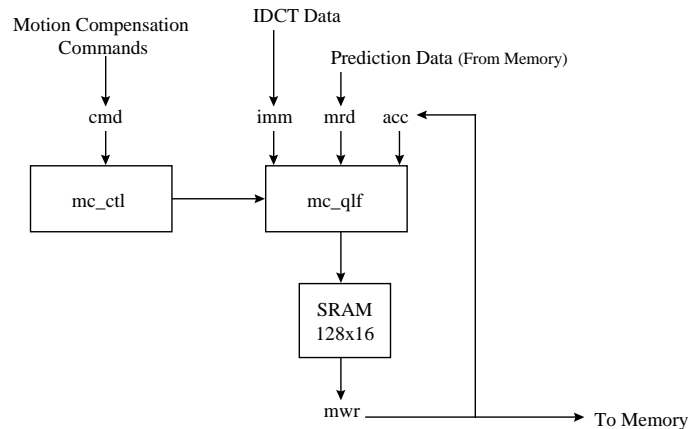 Motion Compensation
Commands
IDCT Data
Prediction Data (From Memory)
cmd
imm
mrd
acc
mc_ctl
mc_qlf
SRAM
128x16
mwr
To Memory